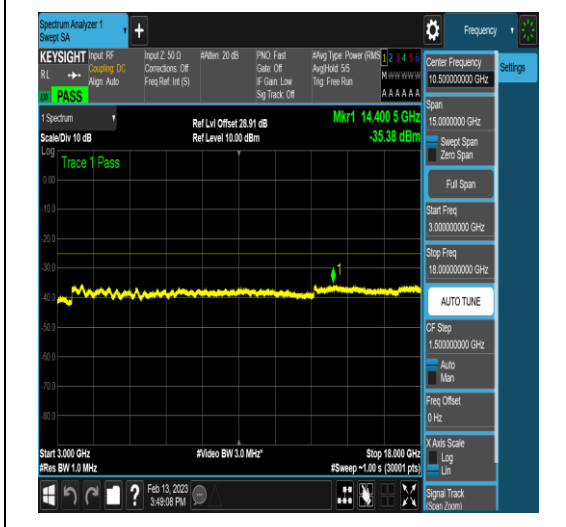 Spectrum Analyzer 1
Swept SA
+
Frequency
KEYSIGHT
RL
PASS
Input: RF
Coupling: DC
Align: Auto
Input Z: 50 Ω
Corrections: Off
Freq Ref: Int (S)
#Atten: 20 dB
PNO: Fast
Gate: Off
IF Gain: Low
Sig Track: Off
#Avg Type: Power (RMS
Avg|Hold: 5/5
Trig: Free Run
1 2 3 4 5 6
M W W W W W
A A A A A A
1 Spectrum
Scale/Div 10 dB
Ref Lvl Offset 28.91 dB
Ref Level 10.00 dBm
Mkr1 14.400 5 GHz
-35.38 dBm
Log
Trace 1 Pass
0.00
-10.0
-20.0
-30.0
-40.0
-50.0
-60.0
-70.0
-80.0
1
Start 3.000 GHz
#Res BW 1.0 MHz
#Video BW 3.0 MHz*
Stop 18.000 GHz
#Sweep ~1.00 s (30001 pts)
?
Feb 13, 2023
3:49:08 PM
Center Frequency
10.500000000 GHz
Span
15.0000000 GHz
Swept Span
Zero Span
Full Span
Start Freq
3.000000000 GHz
Stop Freq
18.000000000 GHz
AUTO TUNE
CF Step
1.500000000 GHz
Auto
Man
Freq Offset
0 Hz
X Axis Scale
Log
Lin
Signal Track
(Span Zoom)
Settings